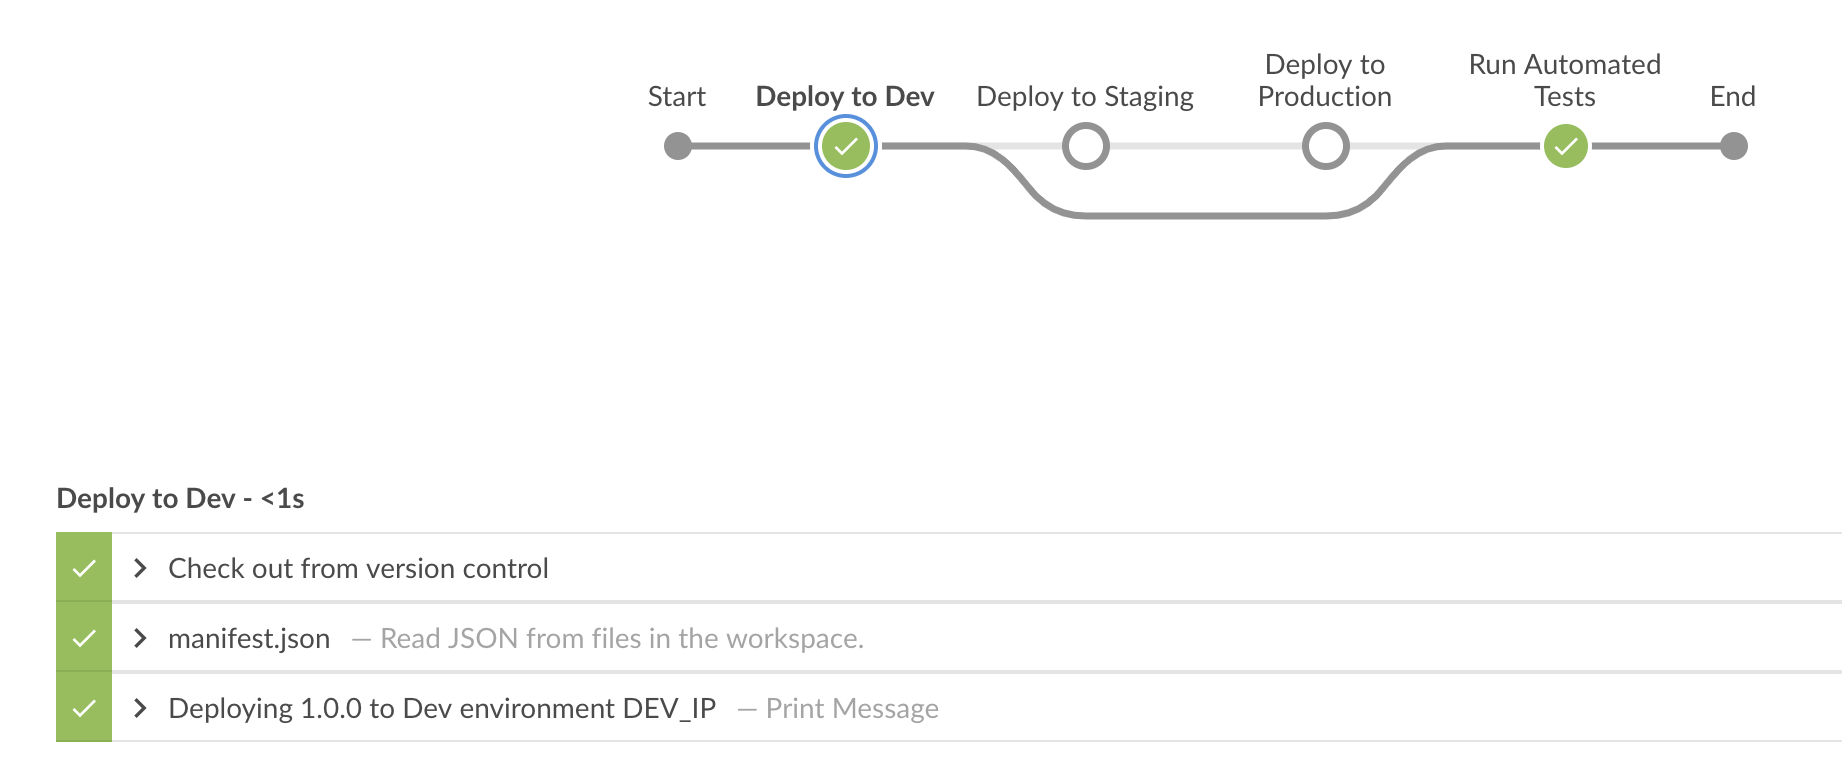 Start
Deploy to Dev
Deploy to Staging
Deploy to
Production
Run Automated
Tests
End
Deploy to Dev - <1s
Check out from version control
manifest.json — Read JSON from files in the workspace.
Deploying 1.0.0 to Dev environment DEV_IP — Print Message